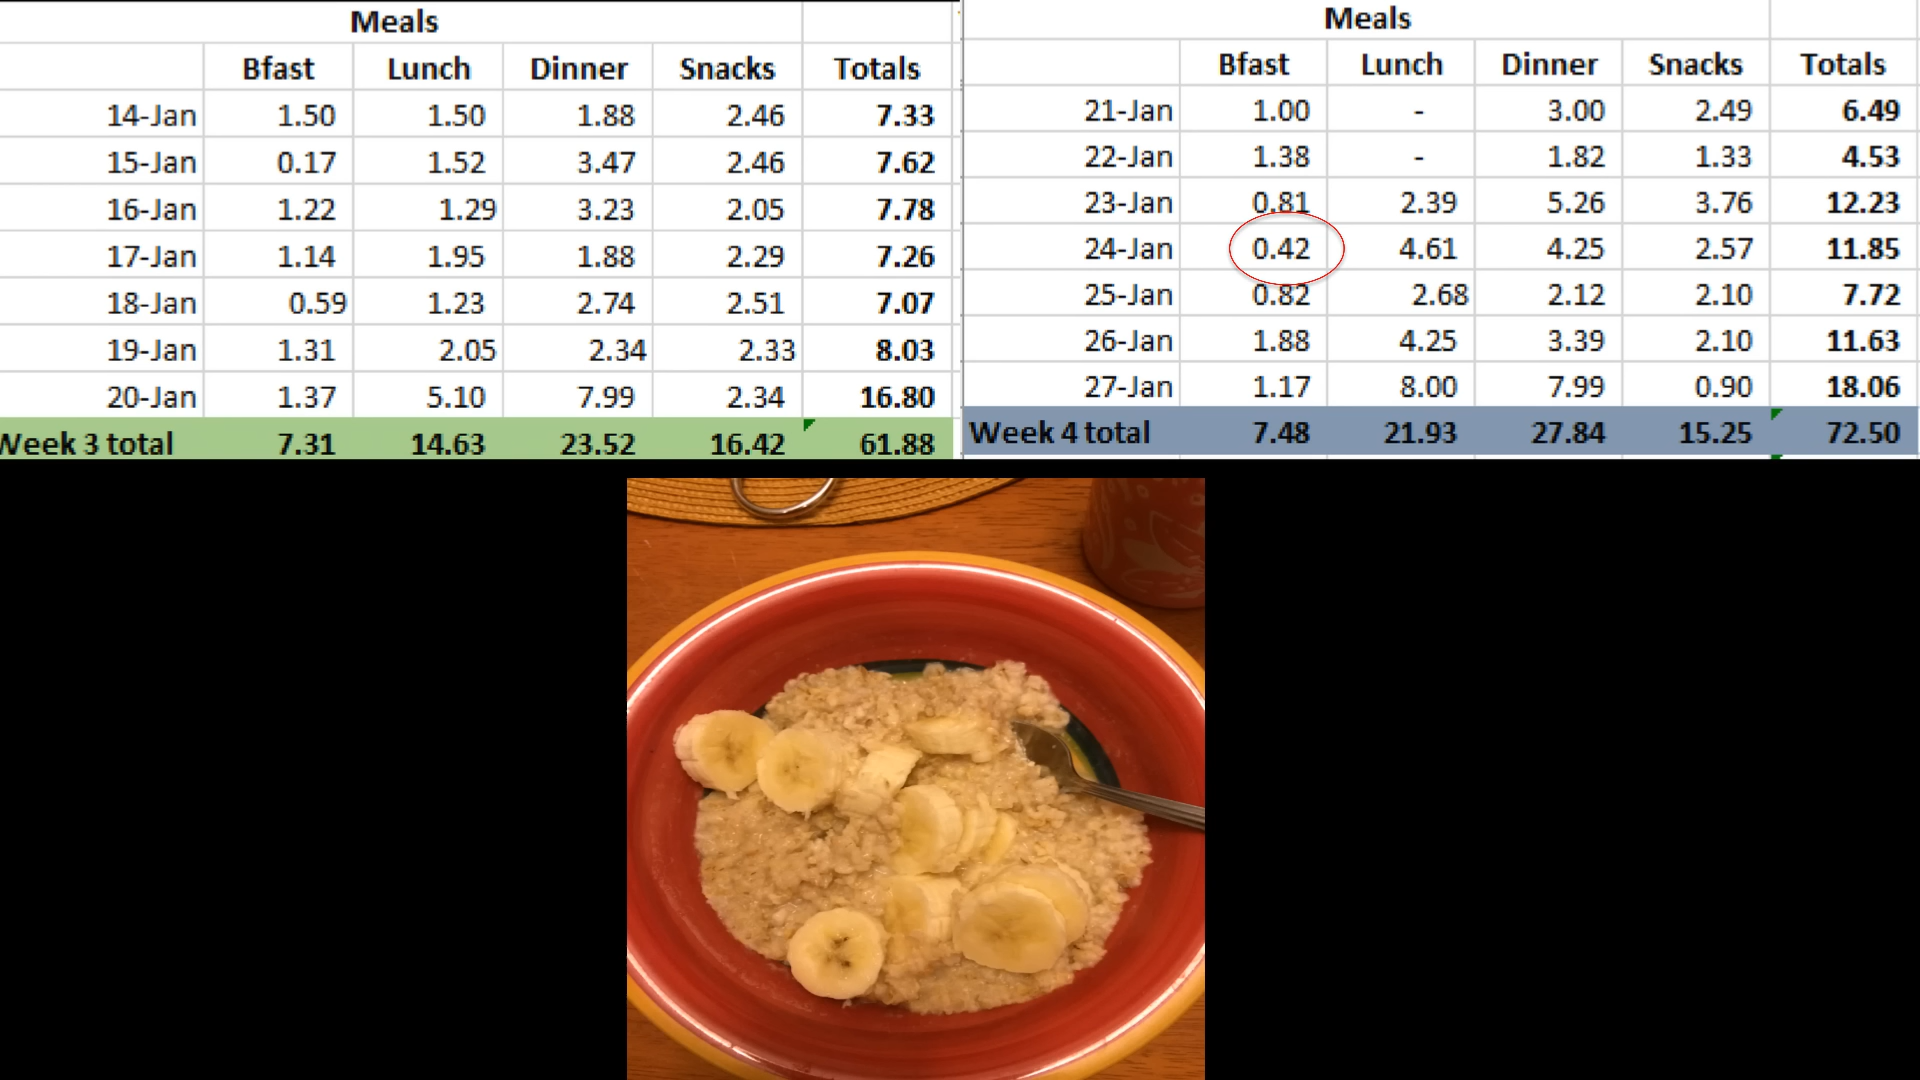 Meals
Bfast Lunch Dinner Snacks Totals
14-Jan 1.50 1.50 1.88 2.46 7.33
15-Jan 0.17 1.52 3.47 2.46 7.62
16-Jan 1.22 1.29 3.23 2.05 7.78
17-Jan 1.14 1.95 1.88 2.29 7.26
18-Jan 0.59 1.23 2.74 2.51 7.07
19-Jan 1.31 2.05 2.34 2.33 8.03
20-Jan 1.37 5.10 7.99 2.34 16.80
Week 3 total 7.31 14.63 23.52 16.42 61.88
Meals
Bfast Lunch Dinner Snacks Totals
21-Jan 1.00 - 3.00 2.49 6.49
22-Jan 1.38 - 1.82 1.33 4.53
23-Jan 0.81 2.39 5.26 3.76 12.23
24-Jan 0.42 4.61 4.25 2.57 11.85
25-Jan 0.82 2.68 2.12 2.10 7.72
26-Jan 1.88 4.25 3.39 2.10 11.63
27-Jan 1.17 8.00 7.99 0.90 18.06
Week 4 total 7.48 21.93 27.84 15.25 72.50